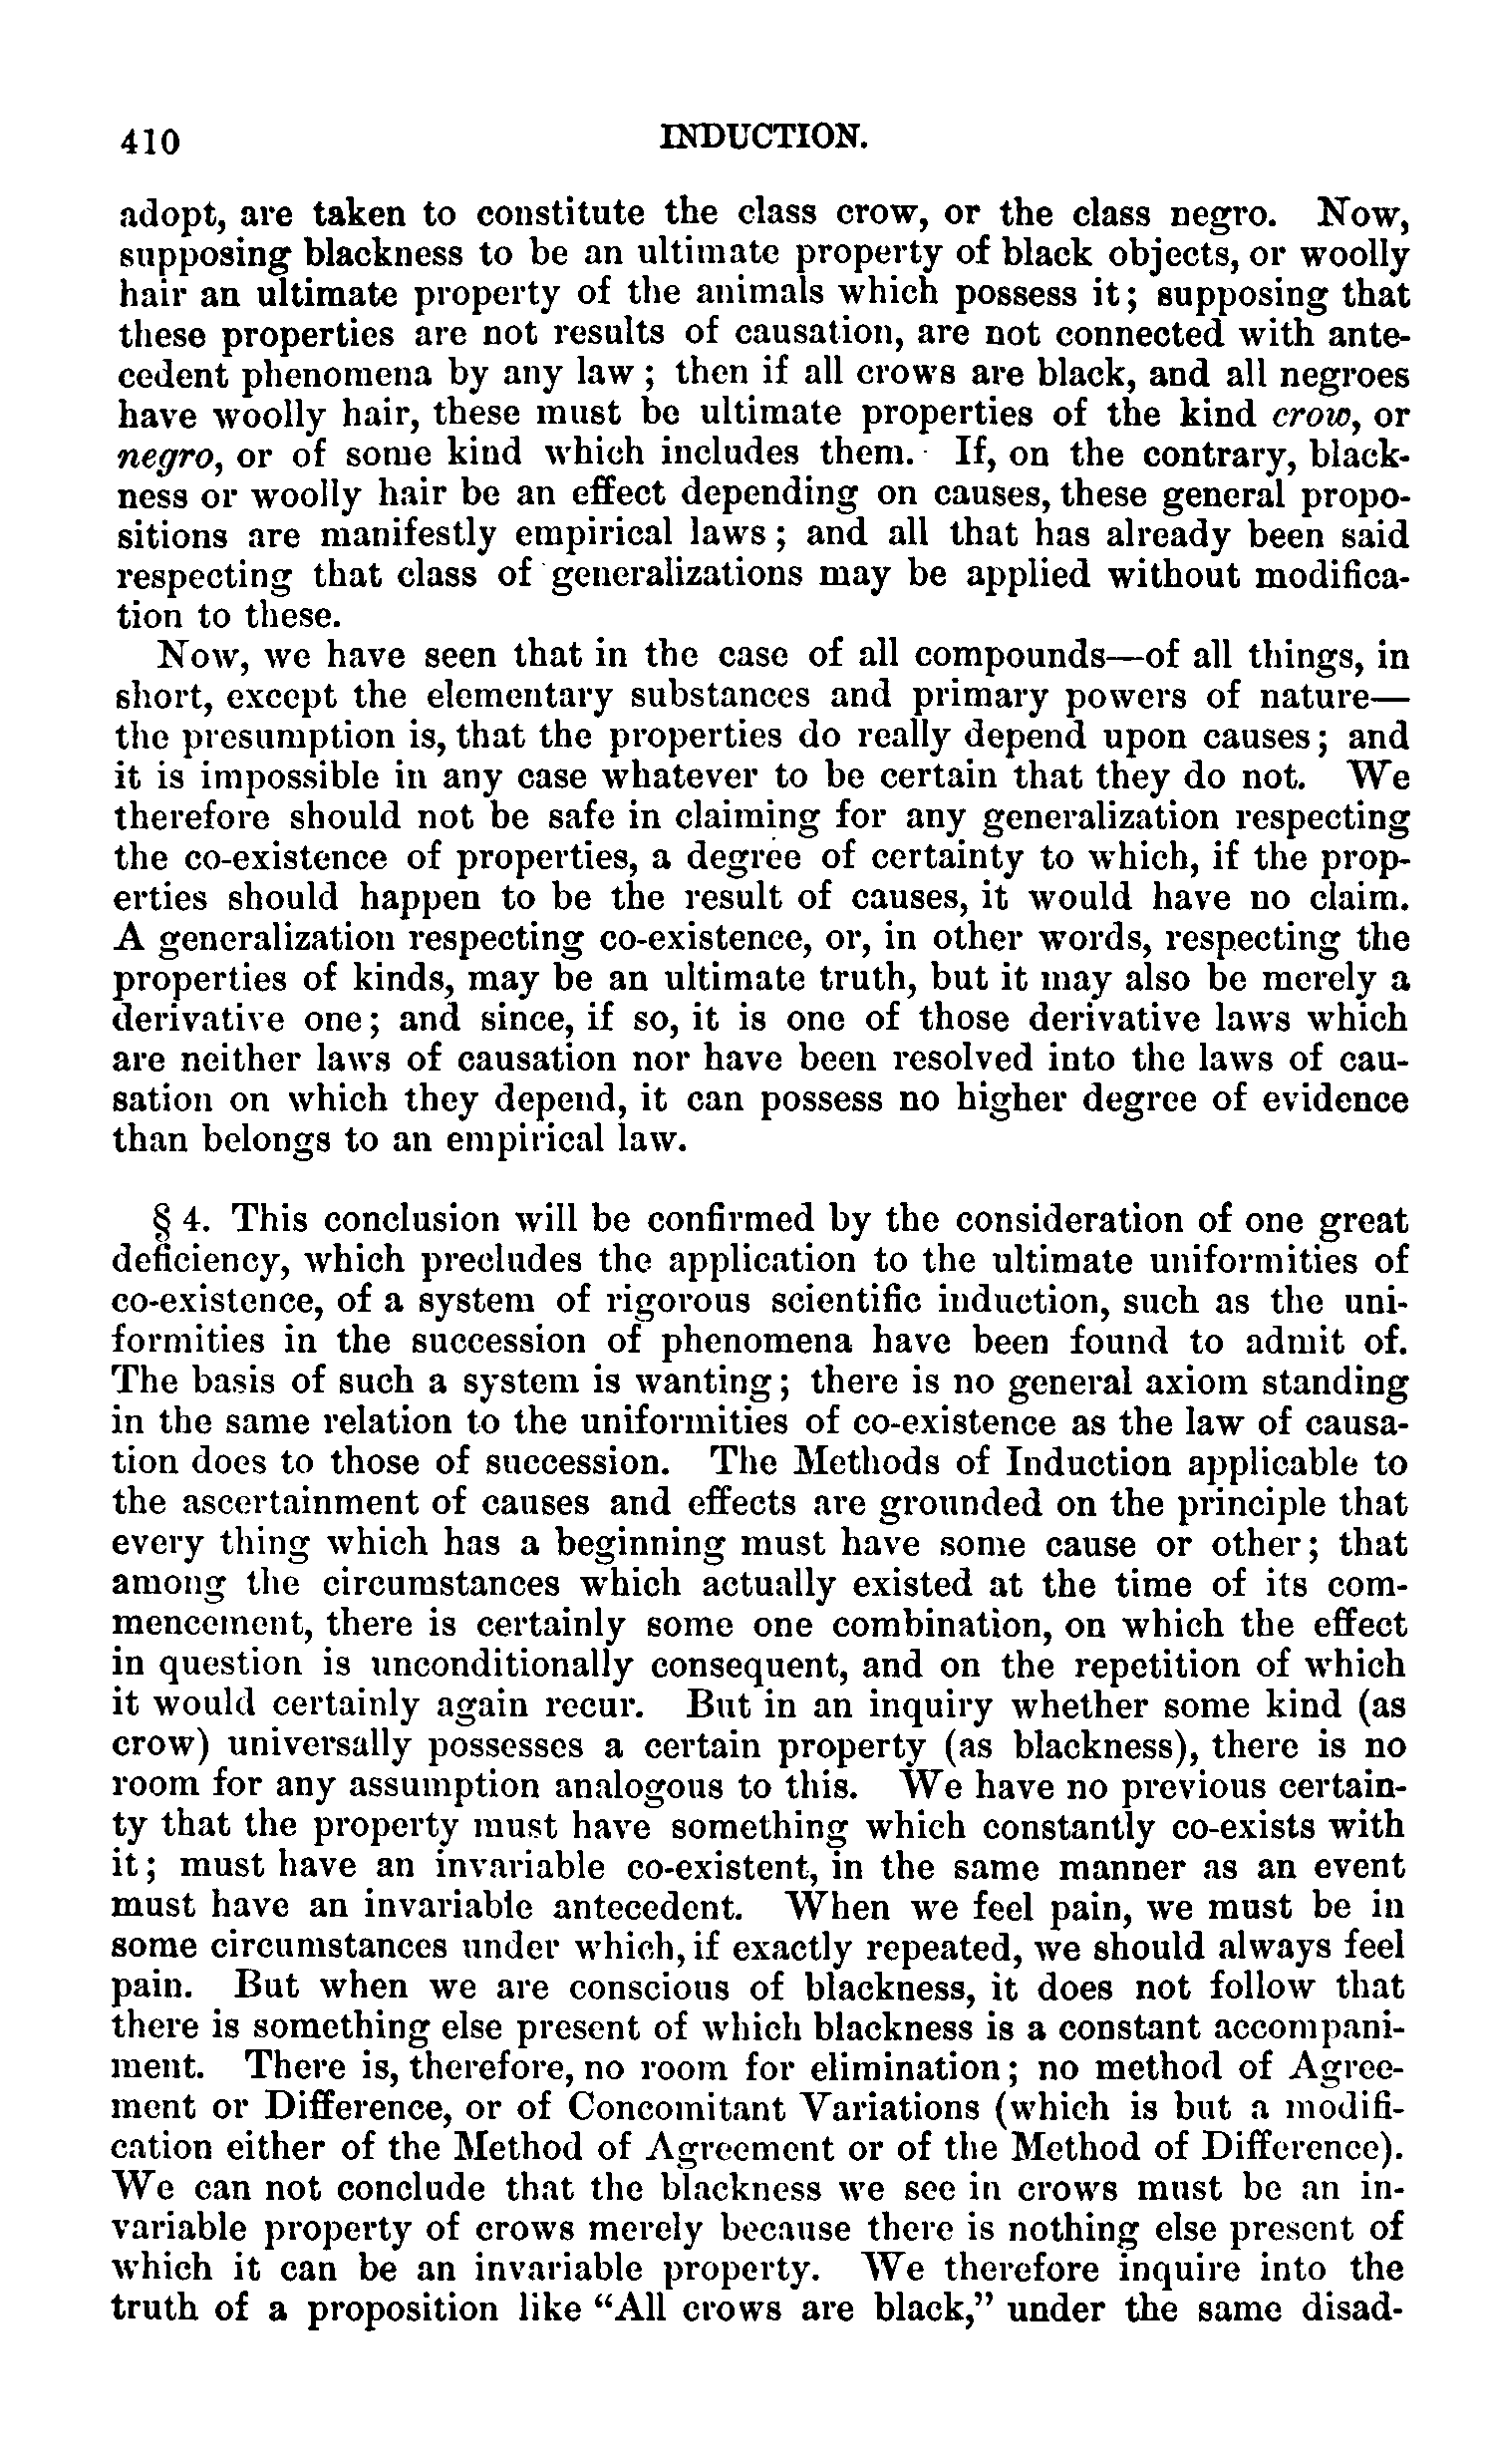 410 INDUCTION.
adopt, are taken to constitute the class crow, or the class negro. Now,
supposing blackness to be an ultimate property of black objects, or woolly
hair an ultimate property of the animals which possess it; supposing that
these properties are not results of causation, are not connected with ante-
cedent phenomena by any law; then if all crows are black, and all negroes
have woolly hair, these must be ultimate properties of the kind crow, or
negro, or of some kind which includes them. If, on the contrary, black-
ness or woolly hair be an effect depending on causes, these general propo-
sitions are manifestly empirical laws; and all that has already been said
respecting that class of generalizations may be applied without modifica-
tion to these.
Now, we have seen that in the case of all compounds—of all things, in
short, except the elementary substances and primary powers of nature—
the presumption is, that the properties do really depend upon causes; and
it is impossible in any case whatever to be certain that they do not. We
therefore should not be safe in claiming for any generalization respecting
the co-existence of properties, a degree of certainty to which, if the prop-
erties should happen to be the result of causes, it would have no claim.
A generalization respecting co-existence, or, in other words, respecting the
properties of kinds, may be an ultimate truth, but it may also be merely a
derivative one; and since, if so, it is one of those derivative laws which
are neither laws of causation nor have been resolved into the laws of cau-
sation on which they depend, it can possess no higher degree of evidence
than belongs to an empirical law.
§ 4. This conclusion will be confirmed by the consideration of one great
deficiency, which precludes the application to the ultimate uniformities of
co-existence, of a system of rigorous scientific induction, such as the uni-
formities in the succession of phenomena have been found to admit of.
The basis of such a system is wanting; there is no general axiom standing
in the same relation to the uniformities of co-existence as the law of causa-
tion does to those of succession. The Methods of Induction applicable to
the ascertainment of causes and effects are grounded on the principle that
every thing which has a beginning must have some cause or other; that
among the circumstances which actually existed at the time of its com-
mencement, there is certainly some one combination, on which the effect
in question is unconditionally consequent, and on the repetition of which
it would certainly again recur. But in an inquiry whether some kind (as
crow) universally possesses a certain property (as blackness), there is no
room for any assumption analogous to this. We have no previous certain-
ty that the property must have something which constantly co-exists with
it; must have an invariable co-existent, in the same manner as an event
must have an invariable antecedent. When we feel pain, we must be in
some circumstances under which, if exactly repeated, we should always feel
pain. But when we are conscious of blackness, it does not follow that
there is something else present of which blackness is a constant accompani-
ment. There is, therefore, no room for elimination; no method of Agree-
ment or Difference, or of Concomitant Variations (which is but a modifi-
cation either of the Method of Agreement or of the Method of Difference).
We can not conclude that the blackness we see in crows must be an in-
variable property of crows merely because there is nothing else present of
which it can be an invariable property. We therefore inquire into the
truth of a proposition like “All crows are black,” under the same disad-